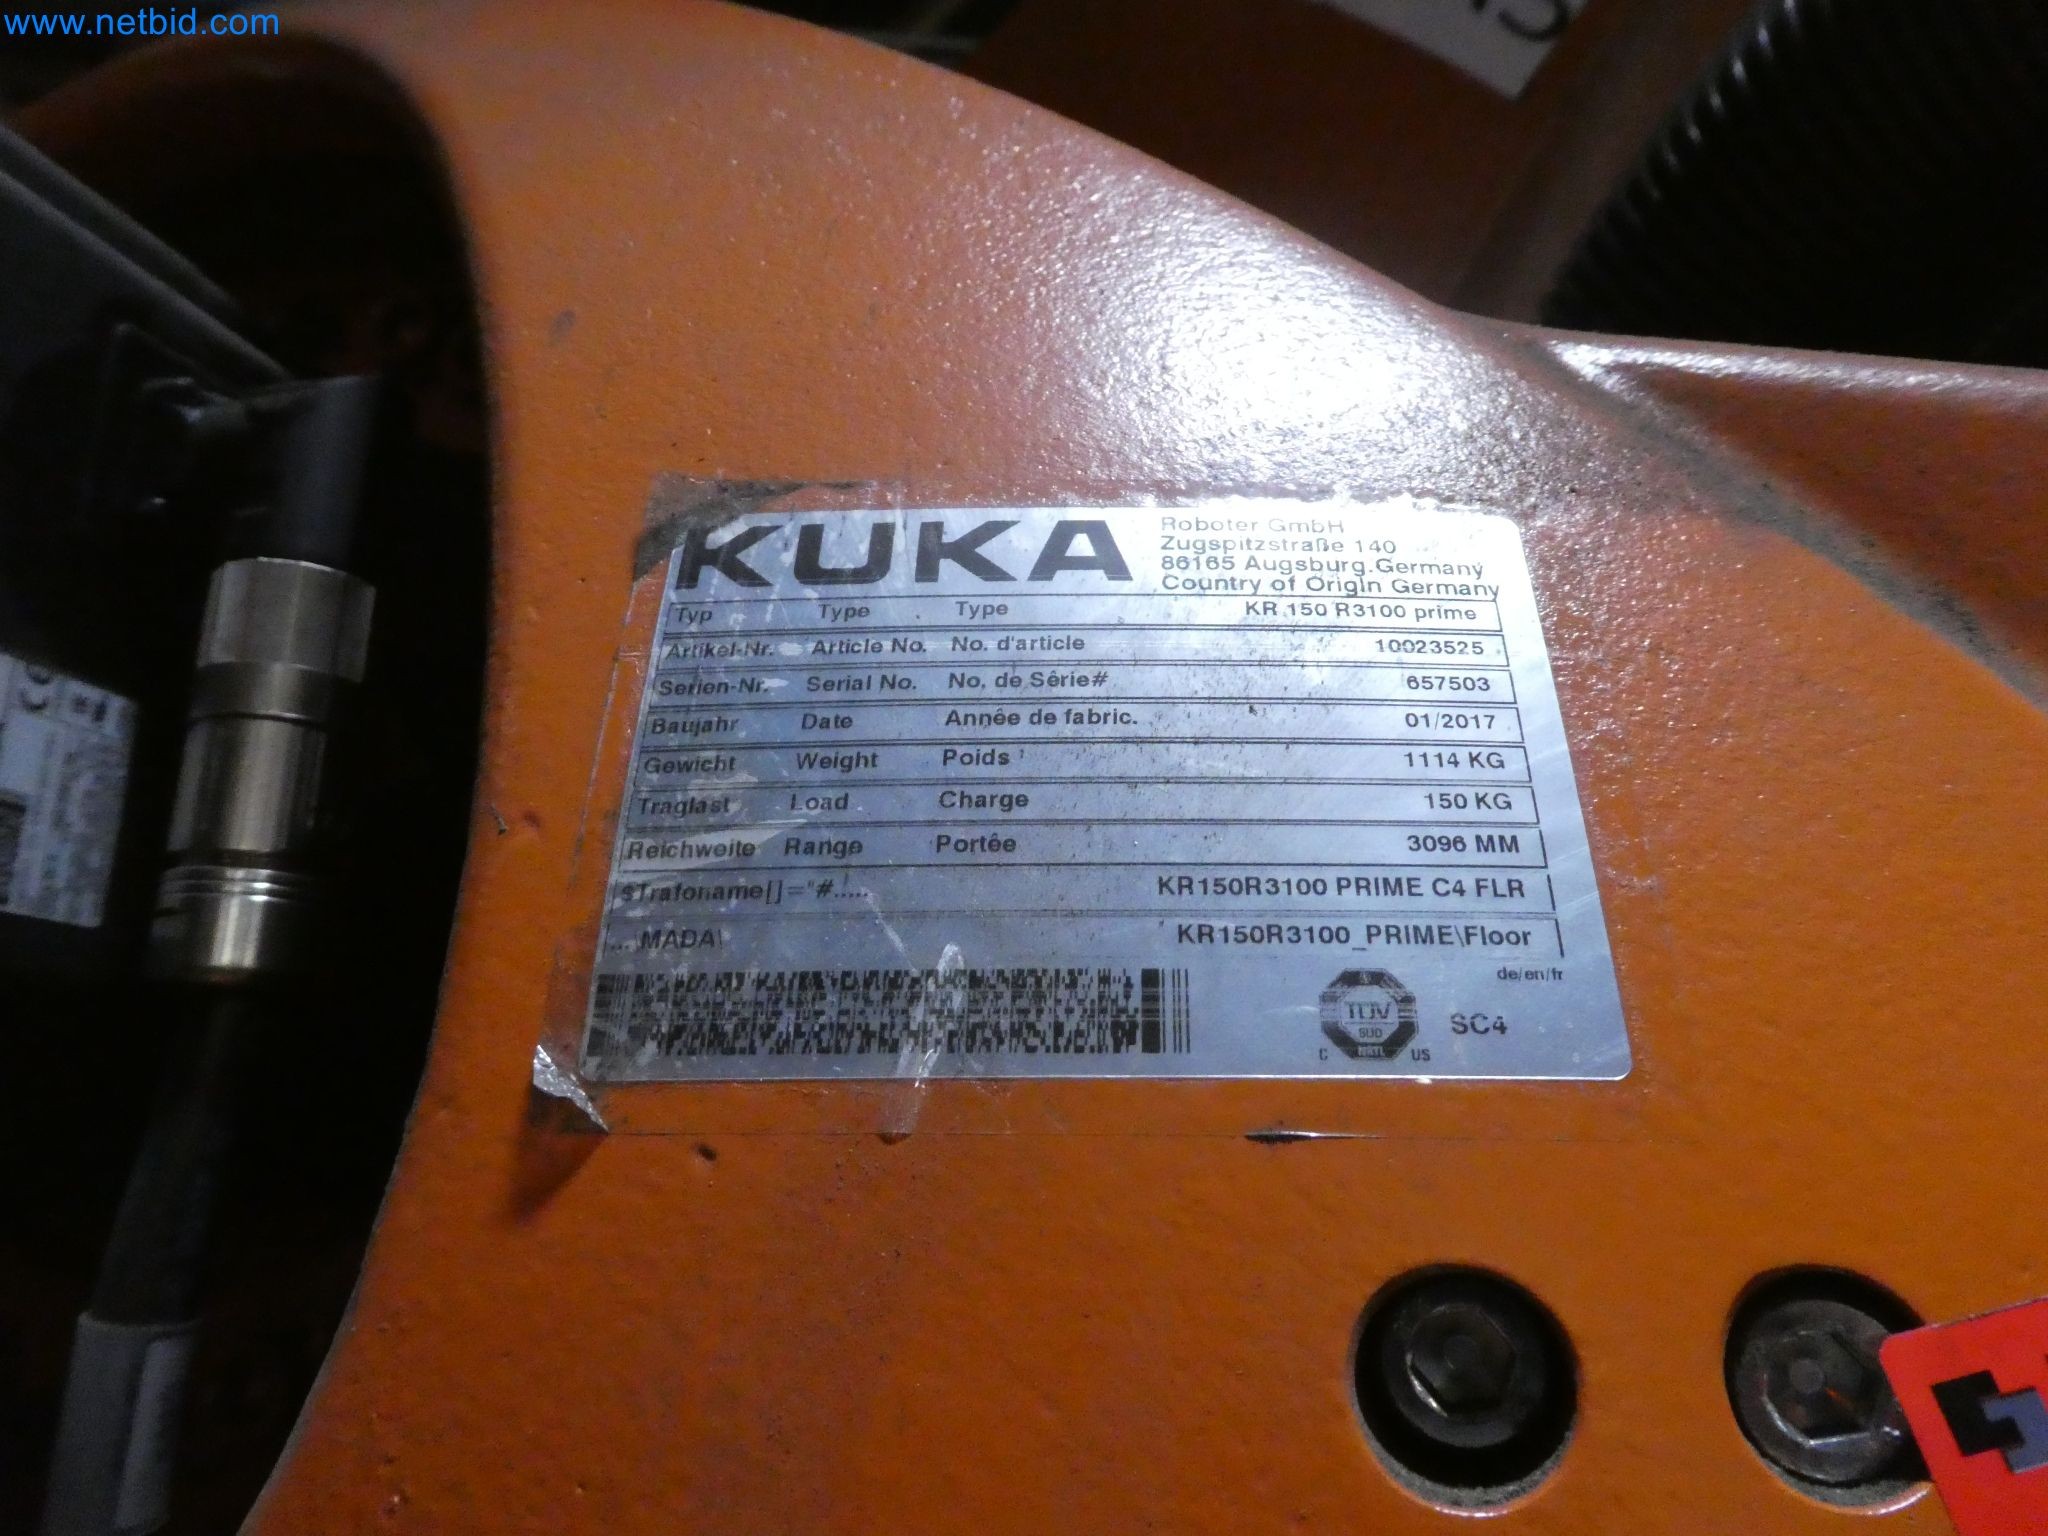 www.netbid.com
KUKA
Roboter GmbH
Zugspitzstraße 140
86165 Augsburg.Germany
Country of Origin Germany
Typ Type Type KR 150 R3100 prime
Artikel-Nr. Article No. No. d'article 10023525
Serien-Nr. Serial No. No. de Série# 657503
Baujahr Date Année de fabric. 01/2017
Gewicht Weight Poids 1114 KG
Traglast Load Charge 150 KG
Reichweite Range Portêe 3096 MM
$Trafoname[]="#..... KR150R3100 PRIME C4 FLR
...\MADA\ KR150R3100_PRIME\Floor
de/en/fr
TÜV
SÜD
NRTL
C US
SC4
CE